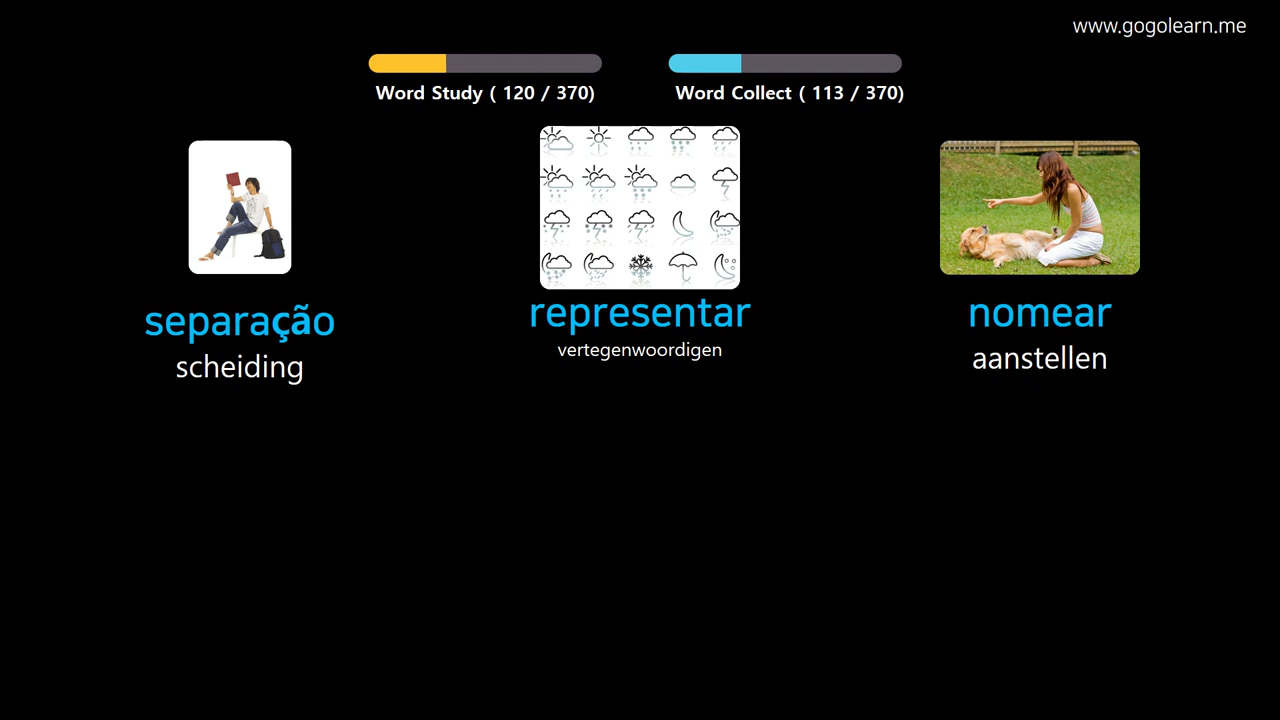 www.gogolearn.me
Word Study ( 120 / 370)
Word Collect ( 113 / 370)
separação
scheiding
representar
vertegenwoordigen
nomear
aanstellen